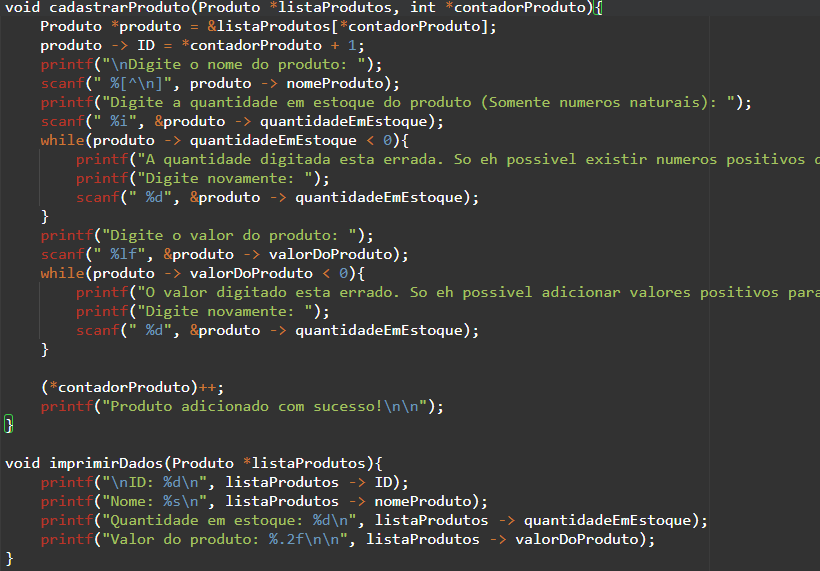 void cadastrarProduto(Produto *listaProdutos, int *contadorProduto){
    Produto *produto = &listaProdutos[*contadorProduto];
    produto -> ID = *contadorProduto + 1;
    printf("\nDigite o nome do produto: ");
    scanf(" %[^\n]", produto -> nomeProduto);
    printf("Digite a quantidade em estoque do produto (Somente numeros naturais): ");
    scanf(" %i", &produto -> quantidadeEmEstoque);
    while(produto -> quantidadeEmEstoque < 0){
        printf("A quantidade digitada esta errada. So eh possivel existir numeros positivos
        printf("Digite novamente: ");
        scanf(" %d", &produto -> quantidadeEmEstoque);
    }
    printf("Digite o valor do produto: ");
    scanf(" %lf", &produto -> valorDoProduto);
    while(produto -> valorDoProduto < 0){
        printf("O valor digitado esta errado. So eh possivel adicionar valores positivos para
        printf("Digite novamente: ");
        scanf(" %d", &produto -> quantidadeEmEstoque);
    }

    (*contadorProduto)++;
    printf("Produto adicionado com sucesso!\n\n");
}

void imprimirDados(Produto *listaProdutos){
    printf("\nID: %d\n", listaProdutos -> ID);
    printf("Nome: %s\n", listaProdutos -> nomeProduto);
    printf("Quantidade em estoque: %d\n", listaProdutos -> quantidadeEmEstoque);
    printf("Valor do produto: %.2f\n\n", listaProdutos -> valorDoProduto);
}